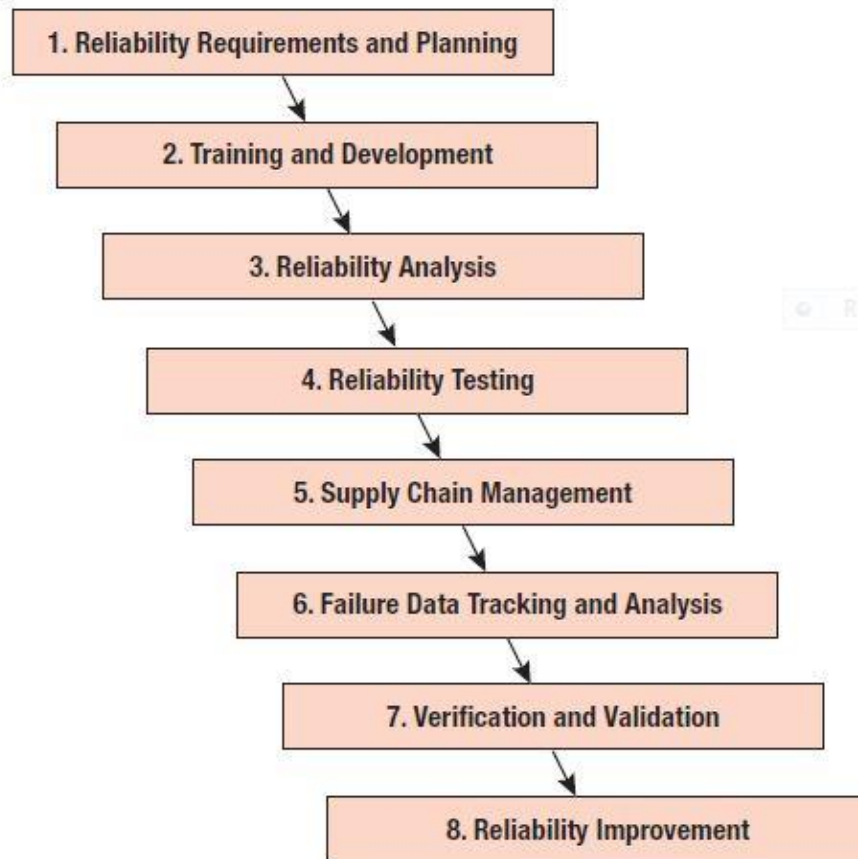 1. Reliability Requirements and Planning
2. Training and Development
3. Reliability Analysis
4. Reliability Testing
5. Supply Chain Management
6. Failure Data Tracking and Analysis
7. Verification and Validation
8. Reliability Improvement